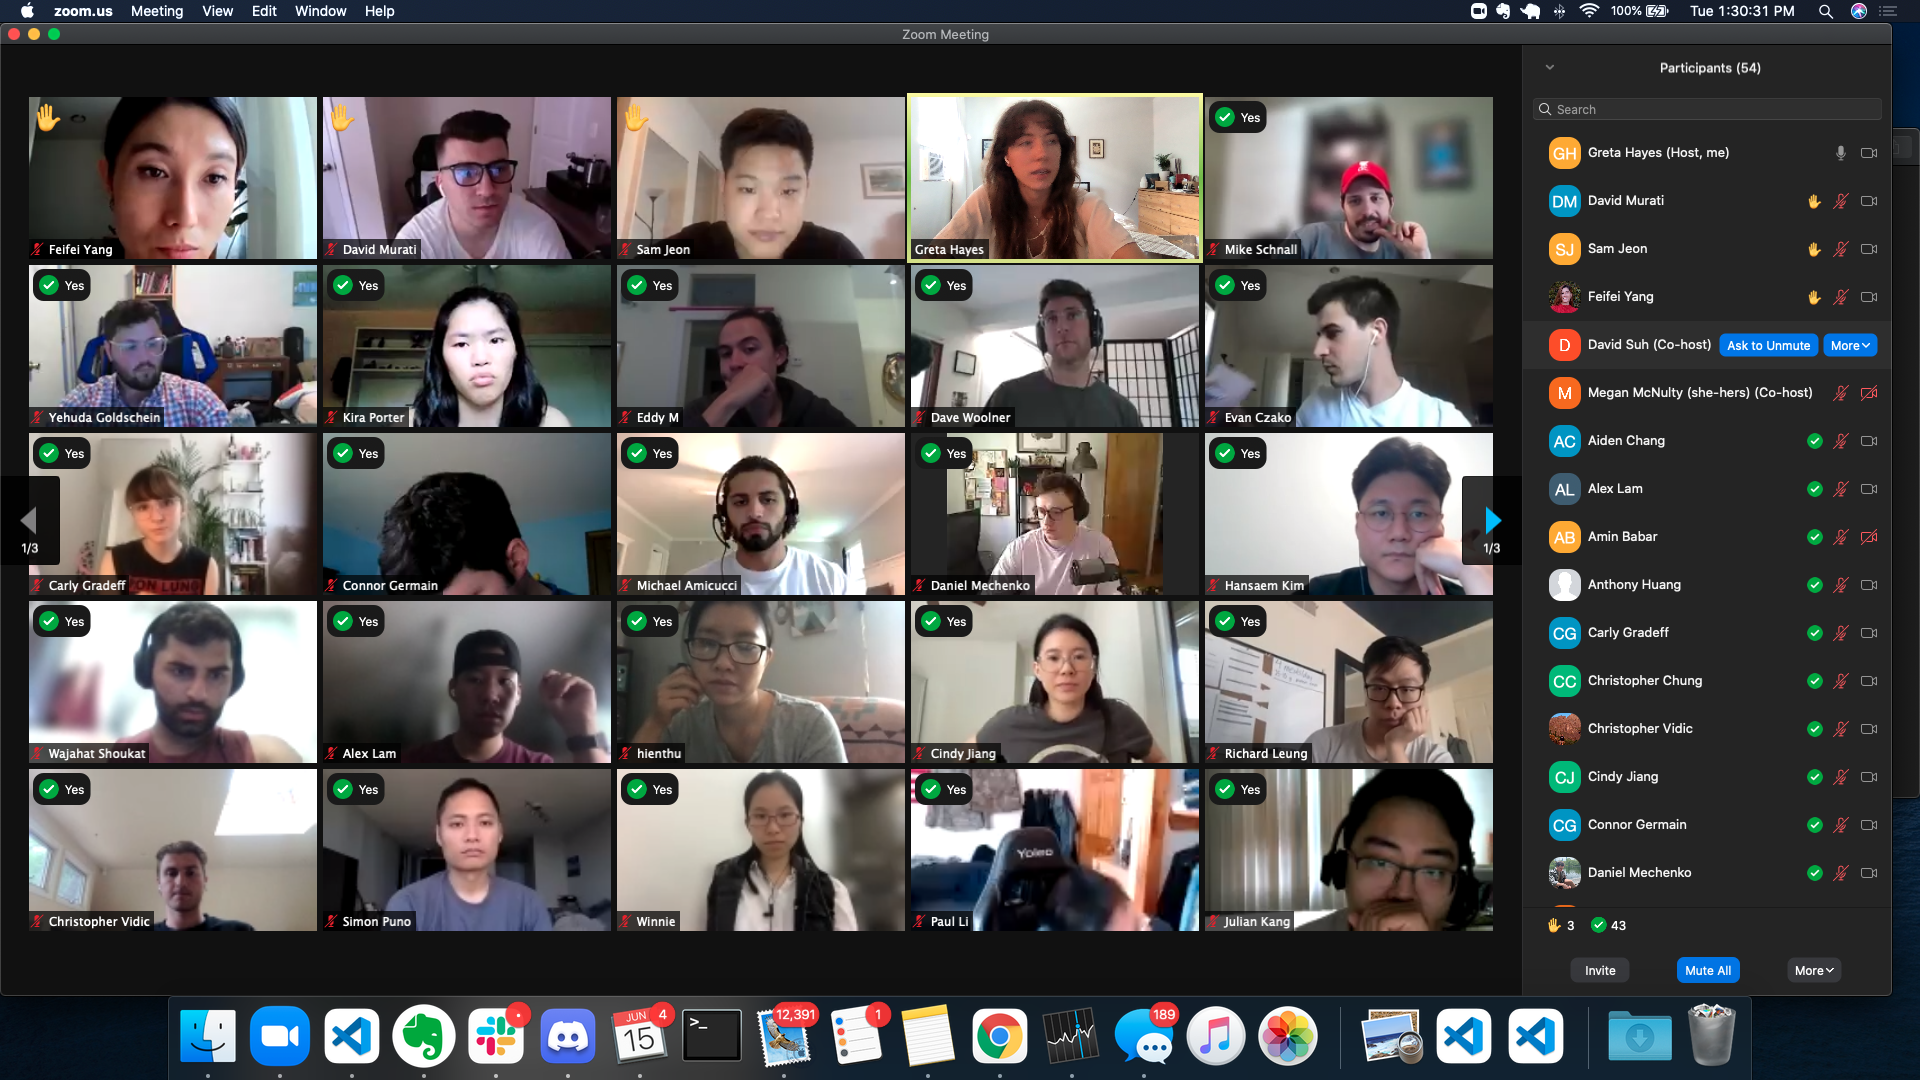 zoom.us Meeting View Edit Window Help
100% Tue 1:30:31 PM
Zoom Meeting
Feifei Yang
David Murati
Sam Jeon
Greta Hayes
Yes
Mike Schnall
Yes
Yehuda Goldschein
Yes
Kira Porter
Yes
Eddy M
Yes
Dave Woolner
Yes
Evan Czako
Yes
Carly Gradeff
Yes
Connor Germain
Yes
Michael Amicucci
Yes
Daniel Mechenko
Yes
Hansaem Kim
1/3
1/3
Yes
Wajahat Shoukat
Yes
Alex Lam
Yes
hienthu
Yes
Cindy Jiang
Yes
Richard Leung
Yes
Christopher Vidic
Yes
Simon Puno
Yes
Winnie
Yes
Yoleo
Paul Li
Yes
Julian Kang
Participants (54)
Search
GH Greta Hayes (Host, me)
DM David Murati
SJ Sam Jeon
Feifei Yang
D David Suh (Co-host) Ask to Unmute More
M Megan McNulty (she-hers) (Co-host)
AC Aiden Chang
AL Alex Lam
AB Amin Babar
Anthony Huang
CG Carly Gradeff
CC Christopher Chung
Christopher Vidic
CJ Cindy Jiang
CG Connor Germain
Daniel Mechenko
3 43
Invite Mute All More
JUN 15
4
>_
12,391
1
189